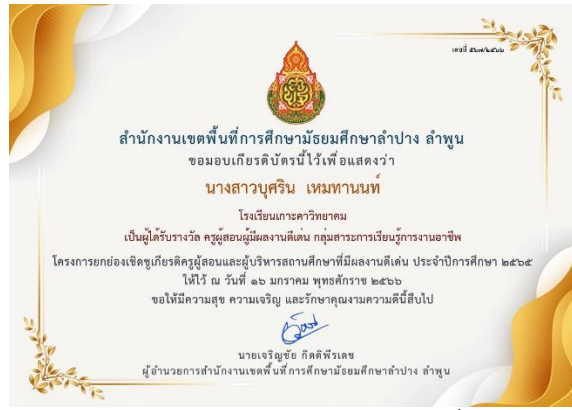 เลขที่ ๕๖๗/๒๕๖๖
สำนักงานเขตพื้นที่การศึกษามัธยมศึกษาลำปาง ลำพูน
ขอมอบเกียรติบัตรนี้ไว้เพื่อแสดงว่า
นางสาวบุศริน เหมทานนท์
โรงเรียนเกาะคาวิทยาคม
เป็นผู้ได้รับรางวัล ครูผู้สอนผู้มีผลงานดีเด่น กลุ่มสาระการเรียนรู้การงานอาชีพ
โครงการยกย่องเชิดชูเกียรติครูผู้สอนและผู้บริหารสถานศึกษาที่มีผลงานดีเด่น ประจำปีการศึกษา ๒๕๖๕
ให้ไว้ ณ วันที่ ๑๖ มกราคม พุทธศักราช ๒๕๖๖
ขอให้มีความสุข ความเจริญ และรักษาคุณงามความดีนี้สืบไป
นายเจริญชัย กิตติพีรเดช
ผู้อำนวยการสำนักงานเขตพื้นที่การศึกษามัธยมศึกษาลำปาง ลำพูน